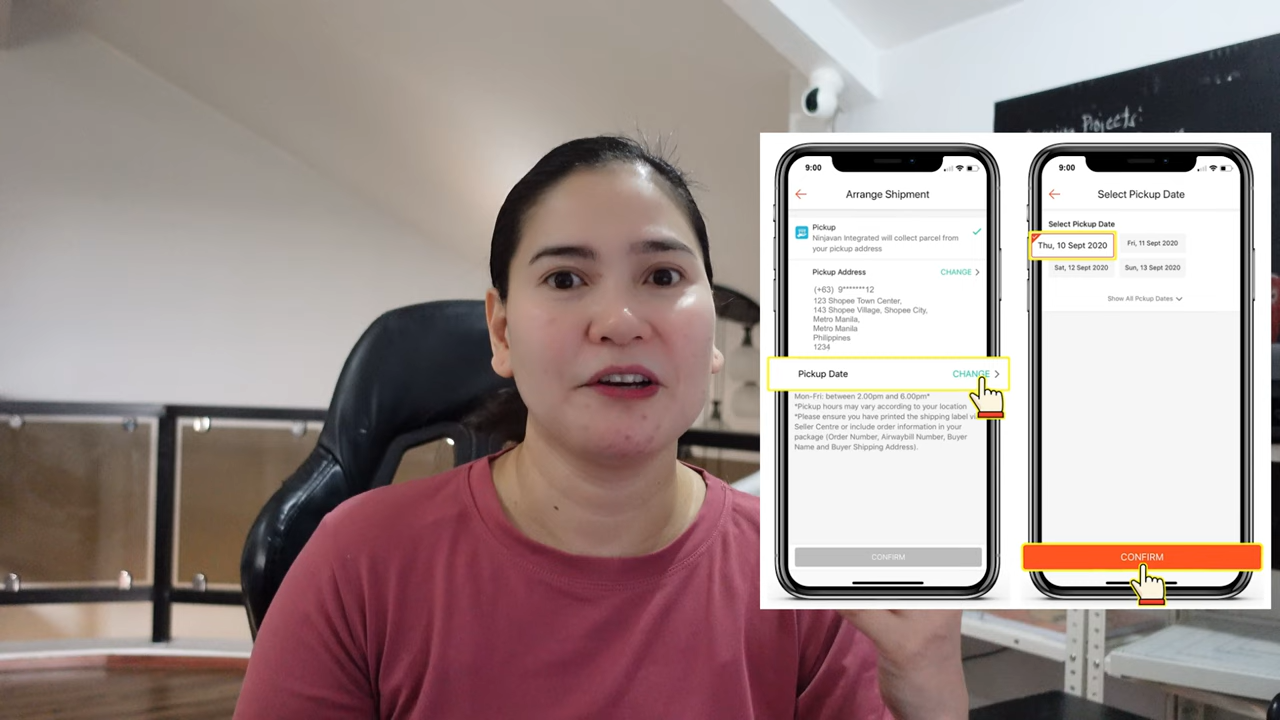 Projects:
9:00
Arrange Shipment
Pickup
Ninjavan Integrated will collect parcel from
your pickup address
Pickup Address
CHANGE
(+63) 9*******12
123 Shopee Town Center,
143 Shopee Village, Shopee City,
Metro Manila,
Metro Manila
Philippines
1234
Pickup Date
CHANGE
Mon-Fri: between 2.00pm and 6.00pm*
*Pickup hours may vary according to your location
*Please ensure you have printed the shipping label
Seller Centre or include order information in your
package (Order Number, Airwaybill Number, Buyer
Name and Buyer Shipping Address).
CONFIRM
9:00
Select Pickup Date
Select Pickup Date
Thu, 10 Sept 2020
Fri, 11 Sept 2020
Sat, 12 Sept 2020
Sun, 13 Sept 2020
Show All Pckup Dates
CONFIRM